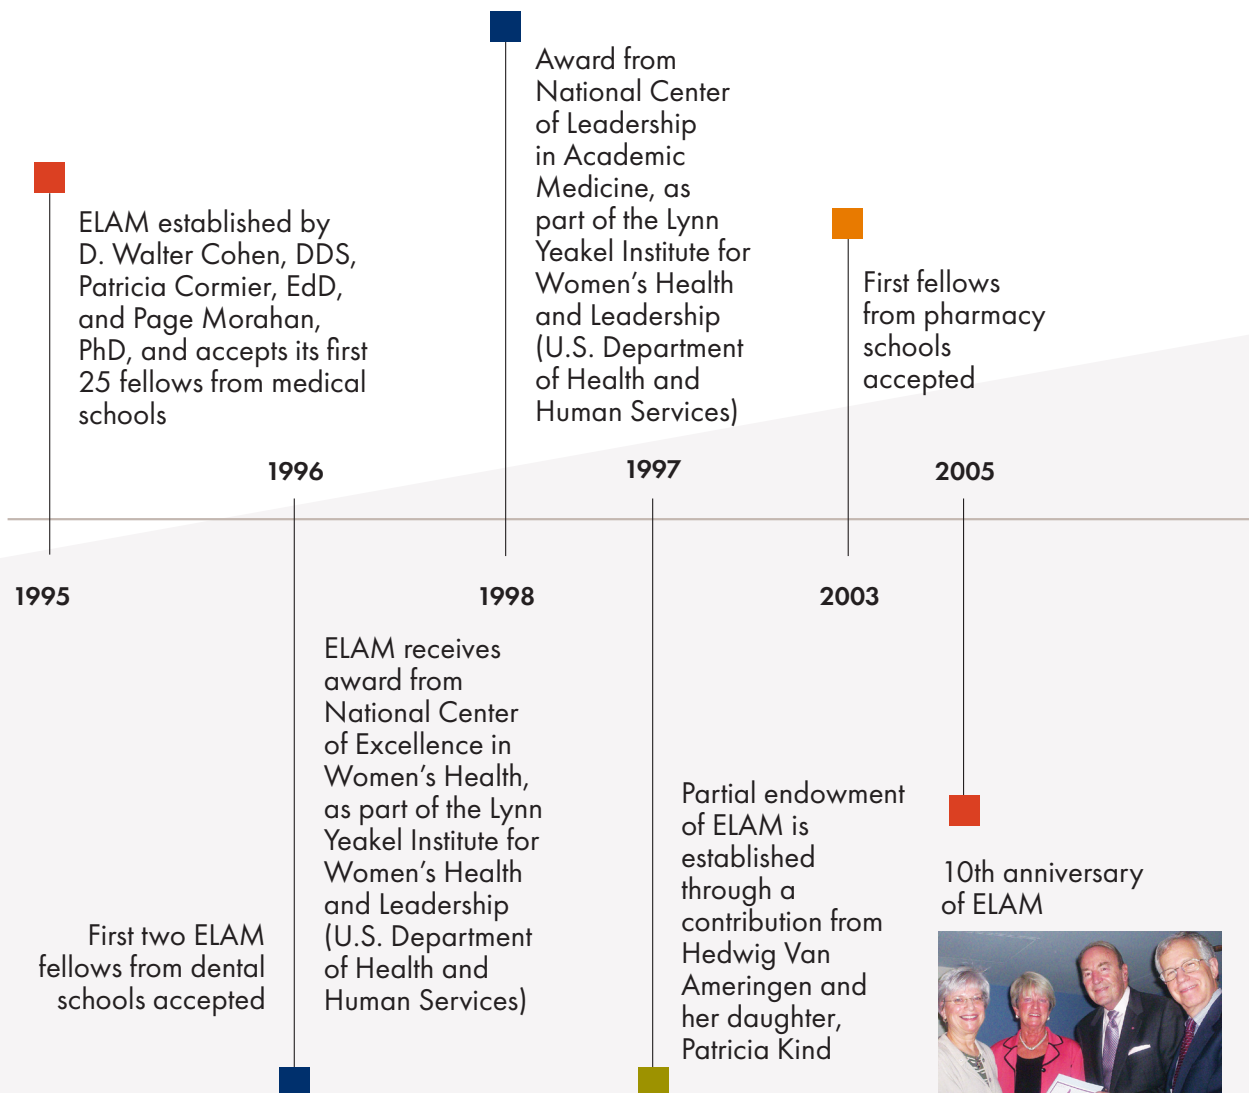 ELAM established by
D. Walter Cohen, DDS,
Patricia Cormier, EdD,
and Page Morahan,
PhD, and accepts its first
25 fellows from medical
schools
Award from
National Center
of Leadership
in Academic
Medicine, as
part of the Lynn
Yeakel Institute for
Women’s Health
and Leadership
(U.S. Department
of Health and
Human Services)
First fellows
from pharmacy
schools
accepted
1996
1997
2005
1995
1998
2003
First two ELAM
fellows from dental
schools accepted
ELAM receives
award from
National Center
of Excellence in
Women’s Health,
as part of the Lynn
Yeakel Institute for
Women’s Health
and Leadership
(U.S. Department
of Health and
Human Services)
Partial endowment
of ELAM is
established
through a
contribution from
Hedwig Van
Ameringen and
her daughter,
Patricia Kind
10th anniversary
of ELAM